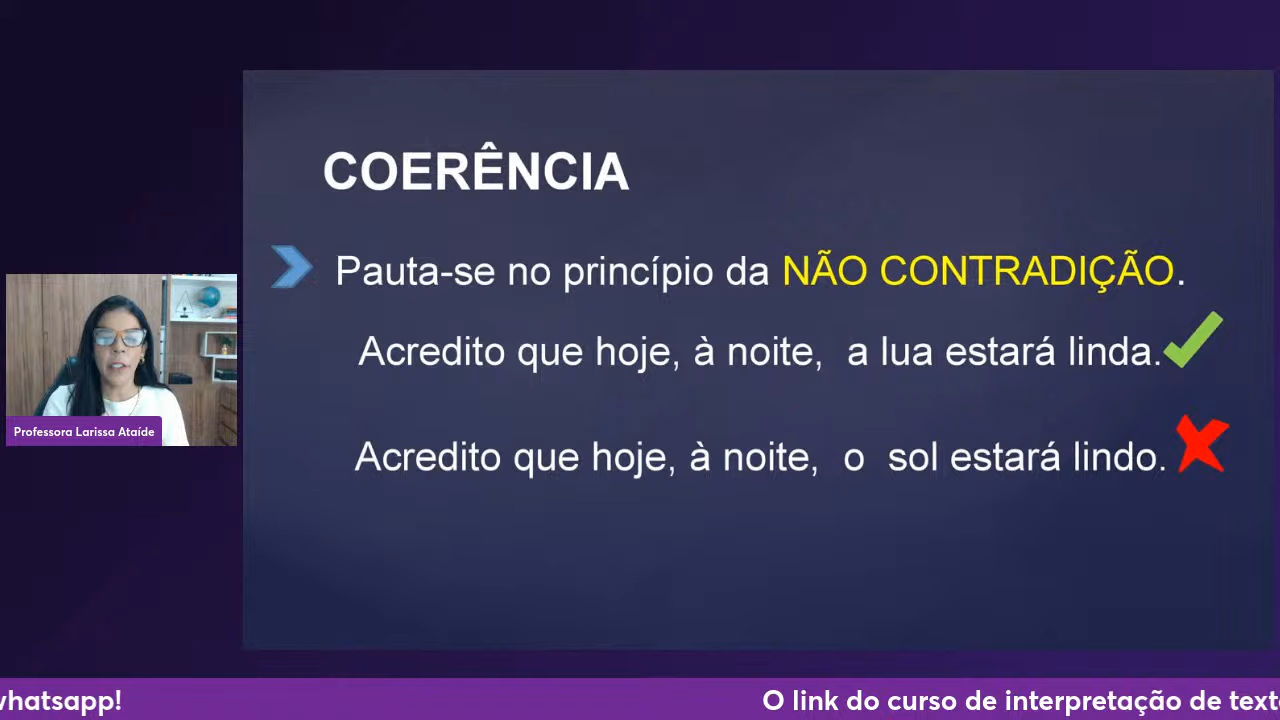 COERÊNCIA
Pauta-se no princípio da NÃO CONTRADIÇÃO.
Acredito que hoje, à noite, a lua estará linda.
Acredito que hoje, à noite, o sol estará lindo.
Professora Larissa Ataíde
whatsapp!
O link do curso de interpretação de